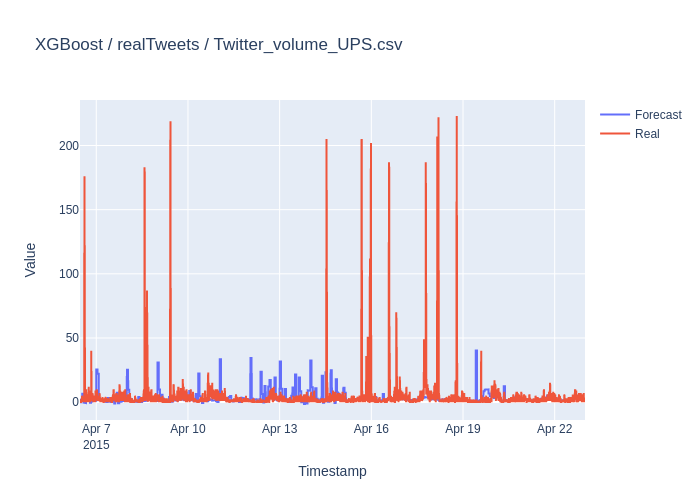 XGBoost / realTweets / Twitter_volume_UPS.csv
Forecast
Real
Value
200
150
100
50
0
Apr 7
2015
Apr 10
Apr 13
Apr 16
Apr 19
Apr 22
Timestamp